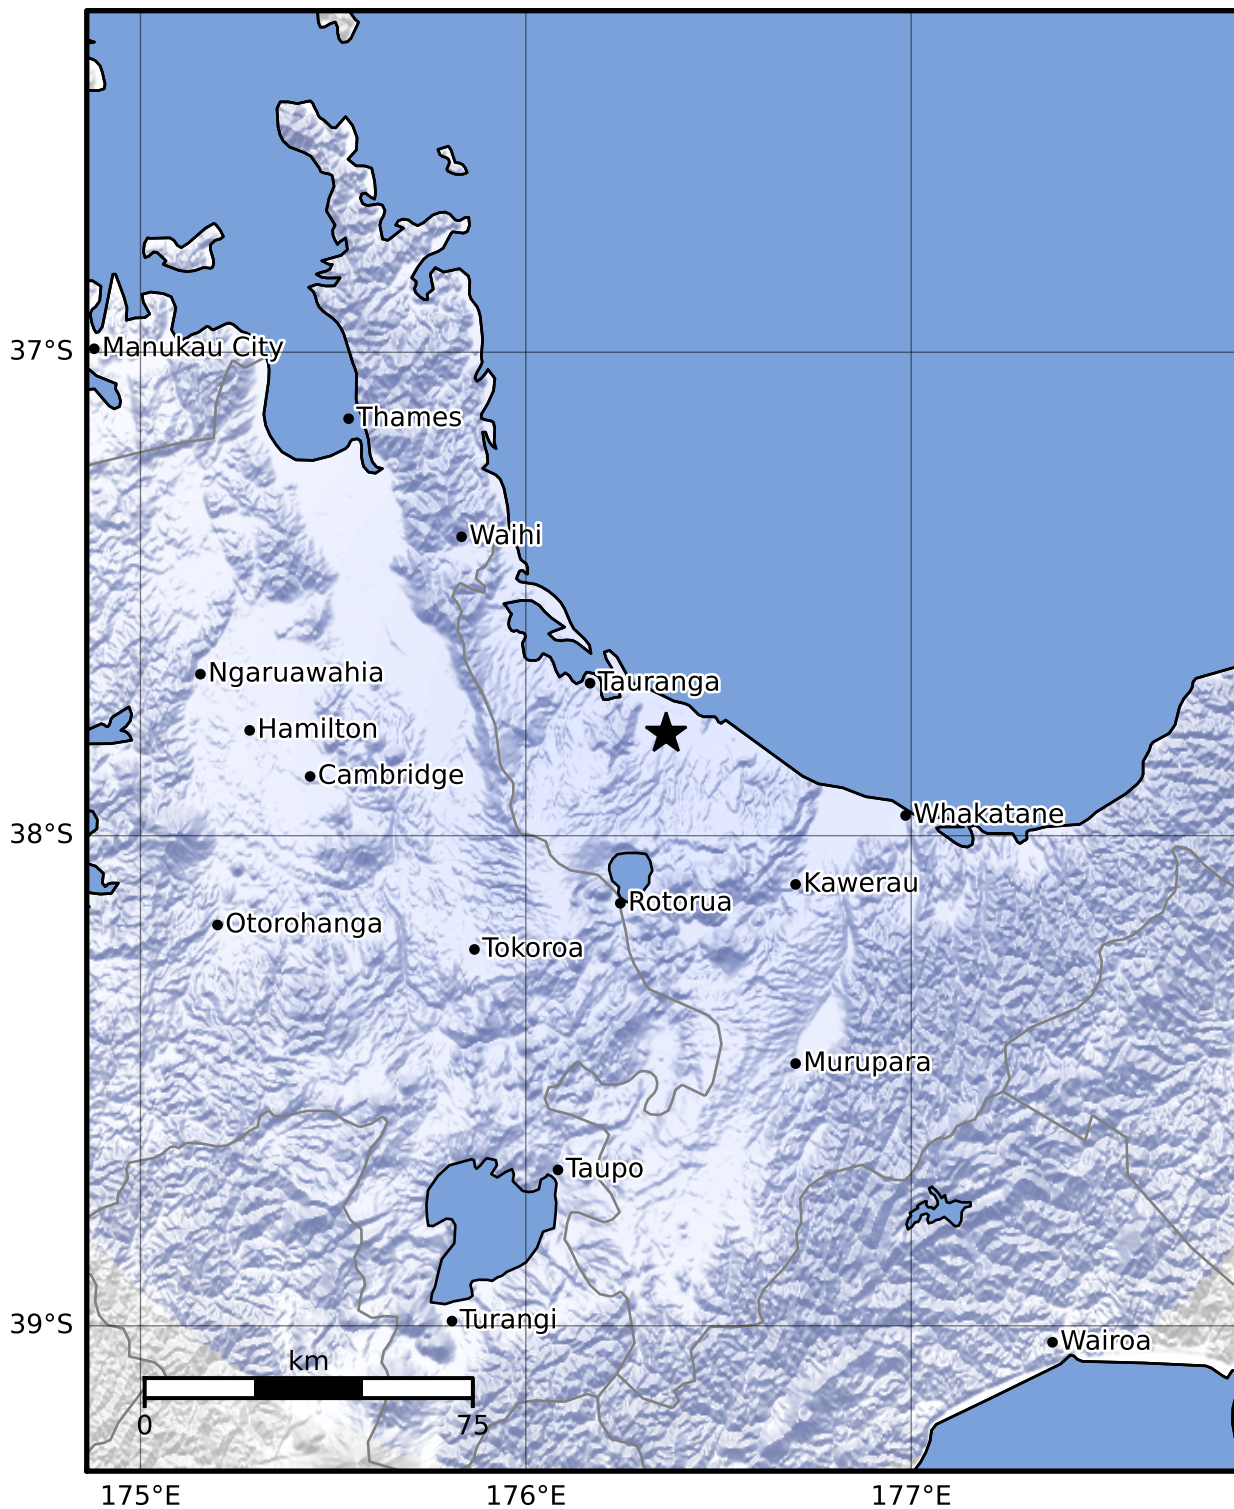 37°S
Manukau City
Thames
Waihi
Ngaruawahia
Tauranga
Hamilton
Cambridge
Whakatane
38°S
Kawerau
Rotorua
Otorohanga
Tokoroa
Murupara
Taupo
39°S
Turangi
Wairoa
km
0
75
175°E
176°E
177°E